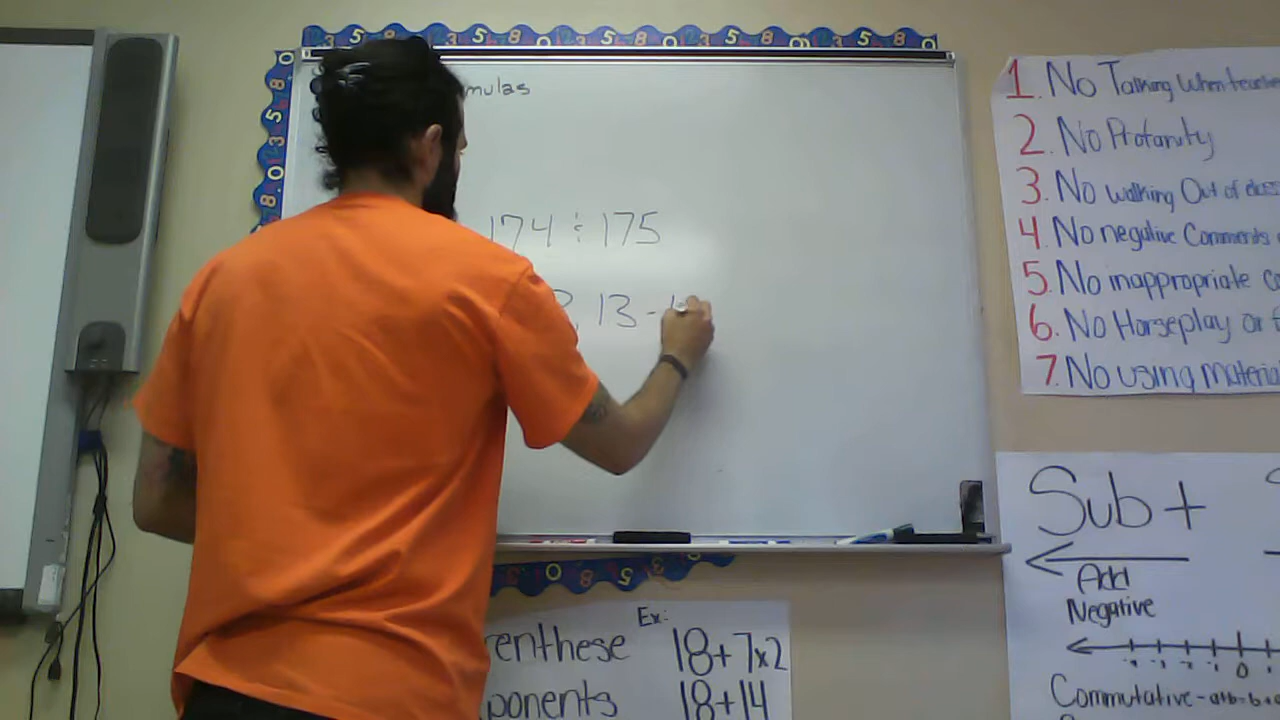 mulas
174 ÷ 175
13 -
1. No Talking When
2. No Profanity
3. No walking Out of class
4. No negative Comments
5. No inappropriate
6. No Horseplay or
7. No using Materia
Sub +
Add
Negative
0
Commutative - a+b=b+
Ex:
enthese 18+7x2
ponents 18+14